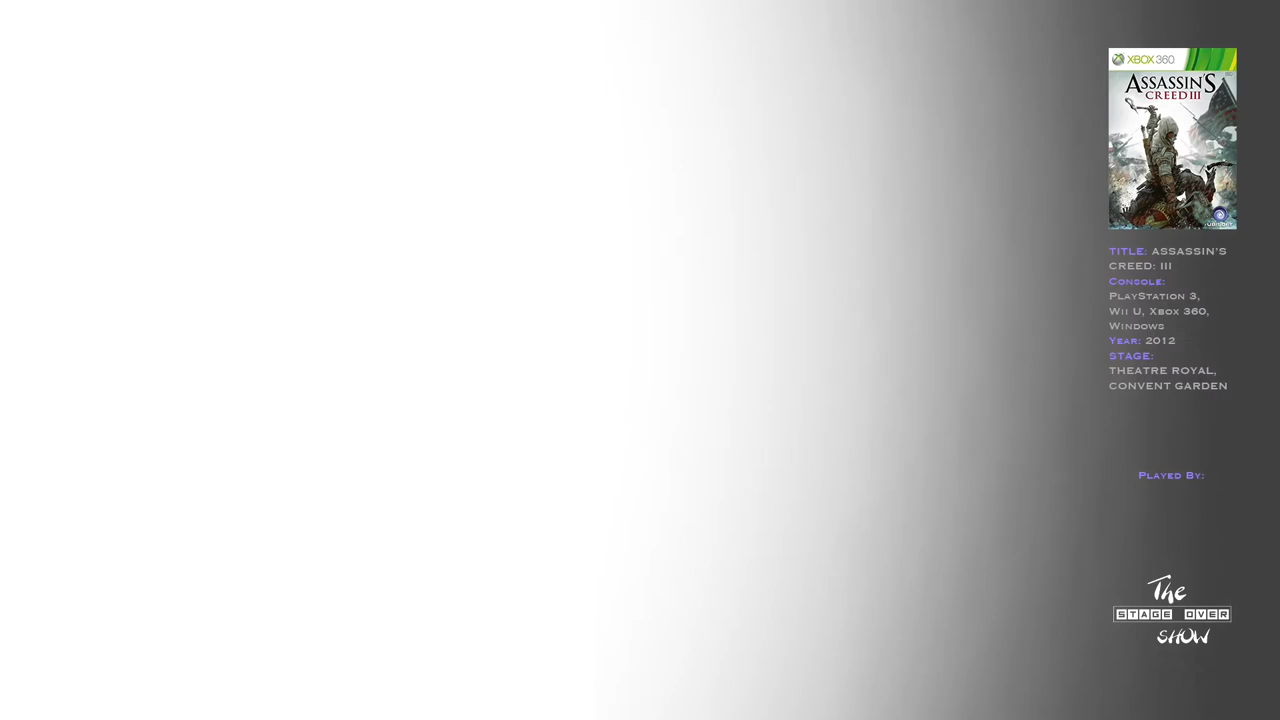 XBOX 360
ASSASSIN'S
CREED III
UBISOFT
TITLE: ASSASSIN'S
CREED: III
CONSOLE:
PLAYSTATION 3,
WII U, XBOX 360,
WINDOWS
YEAR: 2012
STAGE:
THEATRE ROYAL,
CONVENT GARDEN
PLAYED BY:
The
STAGE OVER
SHOW